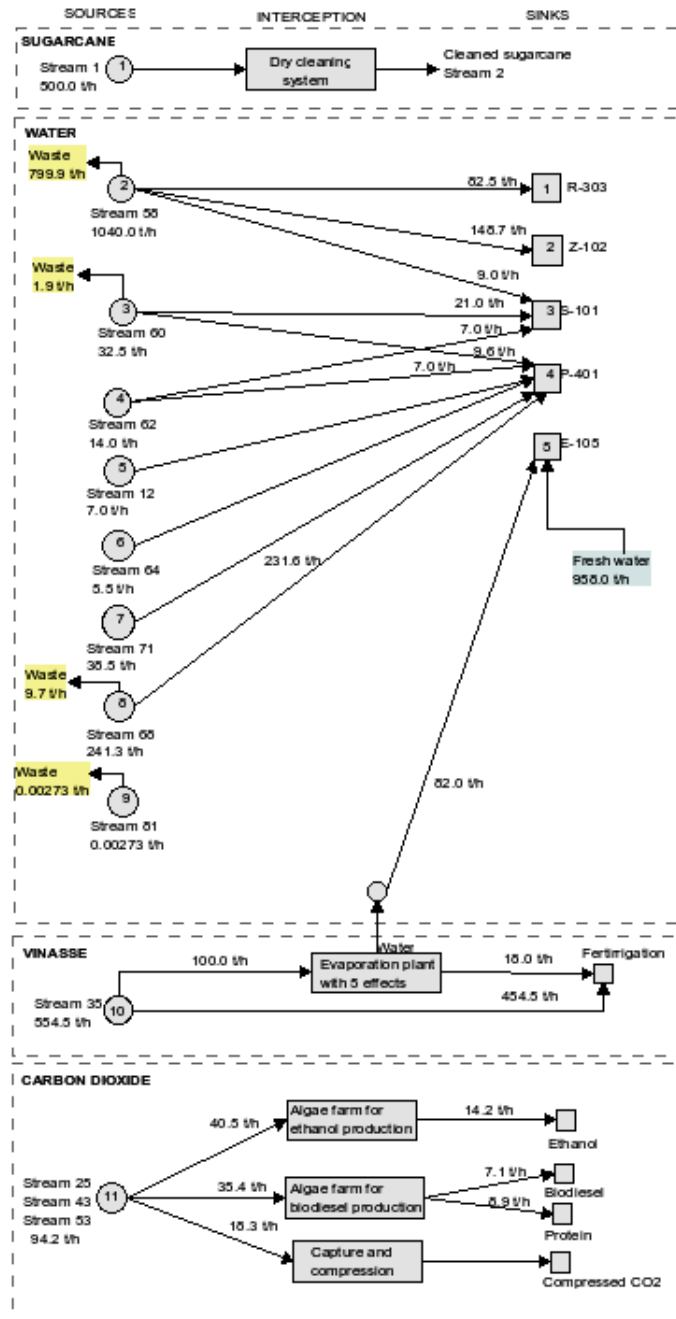 SOURCES INTERCEPTION SINKS
SUGARCANE
Stream 1
500.0 t/h
1
Dry cleaning
system
Cleaned sugarcane
Stream 2
WATER
Waste
799.9 t/h
2
Stream 58
1040.0 t/h
82.5 t/h
1 R-303
148.7 t/h
2 Z-102
9.0 t/h
Waste
1.9 t/h
3
Stream 60
32.5 t/h
21.0 t/h
3 S-101
7.0 t/h
9.6 t/h
7.0 t/h
4 P-401
4
Stream 62
14.0 t/h
5
Stream 12
7.0 t/h
5 E-105
6
Stream 64
5.5 t/h
231.6 t/h
Fresh water
958.0 t/h
7
Stream 71
38.5 t/h
Waste
9.7 t/h
8
Stream 68
241.3 t/h
Waste
0.00273 t/h
9
Stream 81
0.00273 t/h
82.0 t/h
Water
VINASSE
100.0 t/h
Evaporation plant
with 5 effects
18.0 t/h
Fertirrigation
Stream 35
554.5 t/h
10
454.5 t/h
CARBON DIOXIDE
40.5 t/h
Algae farm for
ethanol production
14.2 t/h
Ethanol
Stream 25
Stream 43
Stream 53
94.2 t/h
11
35.4 t/h
Algae farm for
biodiesel production
7.1 t/h
Biodiesel
8.9 t/h
Protein
18.3 t/h
Capture and
compression
Compressed CO2